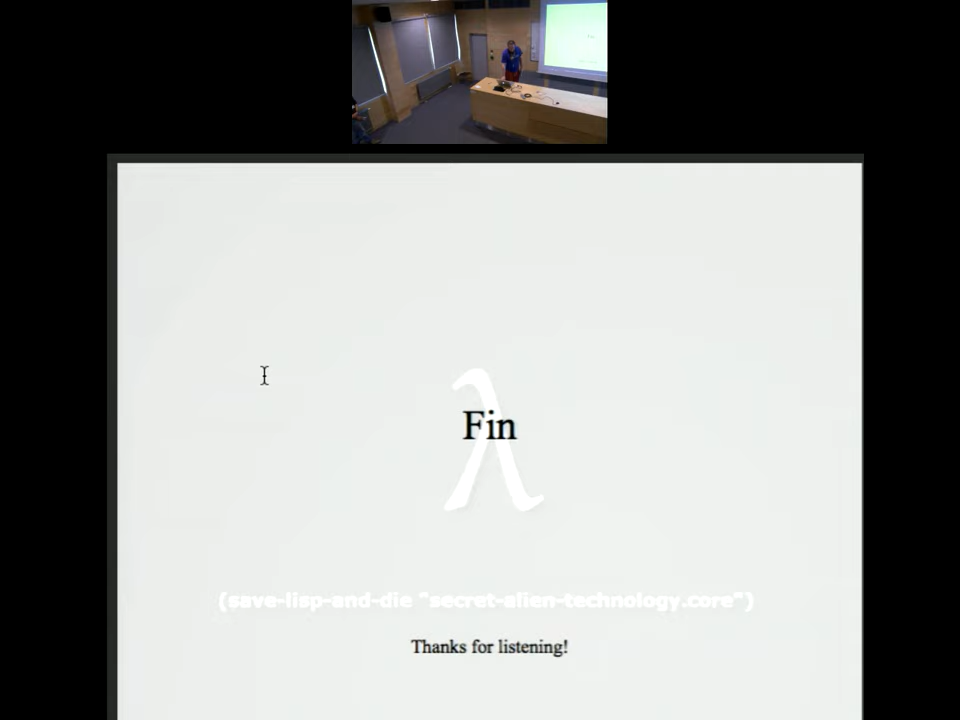 Fin
λ
(save-lisp-and-die "secret-alien-technology.core")
Thanks for listening!